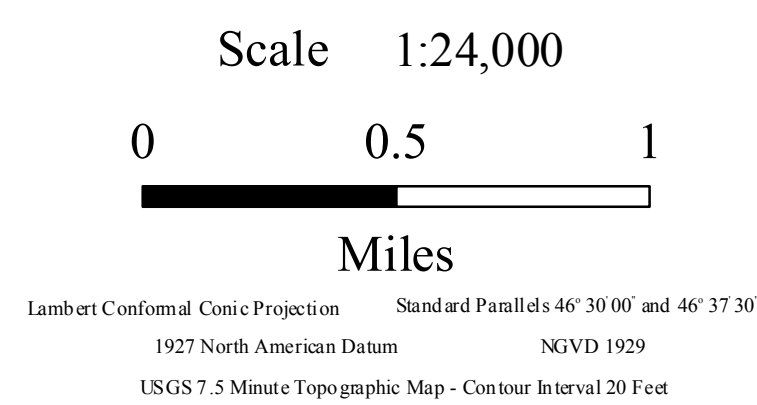 Scale 1:24,000
0 0.5 1
Miles
Lambert Conformal Conic Projection Standard Parallels 46° 30' 00" and 46° 37' 30"
1927 North American Datum NGVD 1929
USGS 7.5 Minute Topographic Map - Contour Interval 20 Feet